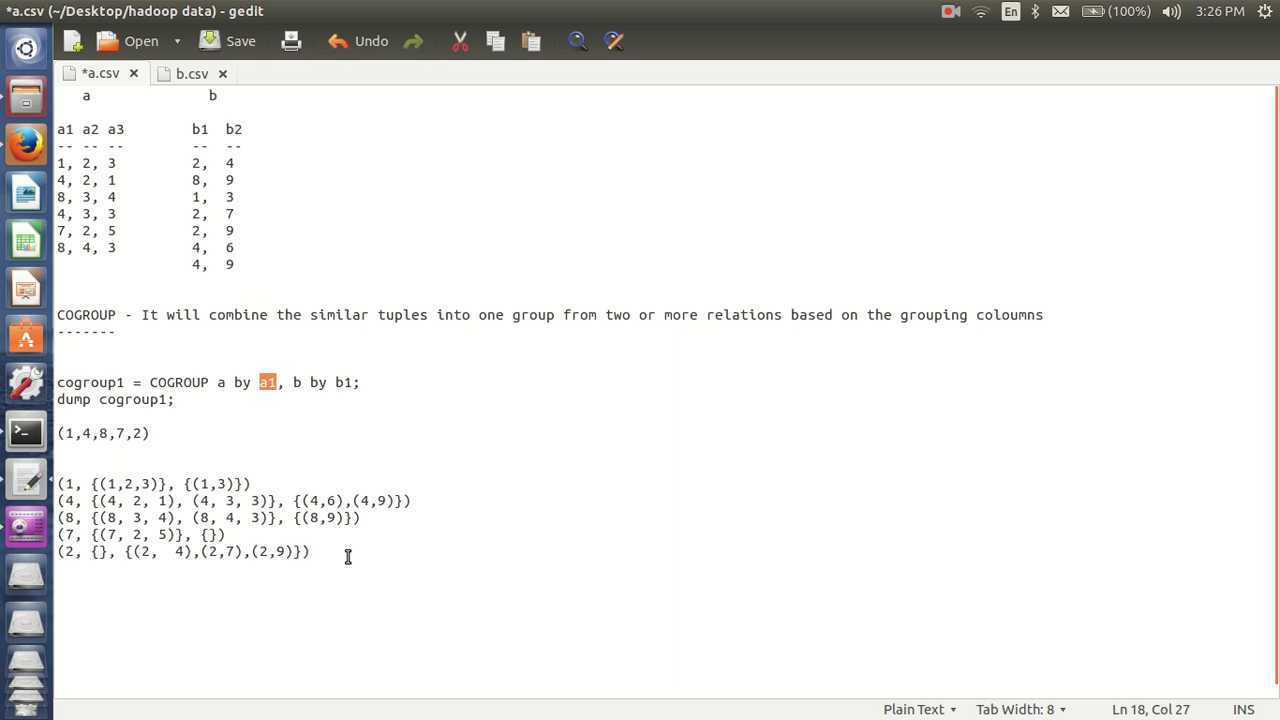 *a.csv (~/Desktop/hadoop data) - gedit
En (100%) 3:26 PM
Open Save Undo
*a.csv b.csv
a b
a1 a2 a3 b1 b2
-- -- -- -- --
1, 2, 3 2, 4
4, 2, 1 8, 9
8, 3, 4 1, 3
4, 3, 3 2, 7
7, 2, 5 2, 9
8, 4, 3 4, 6
4, 9
COGROUP - It will combine the similar tuples into one group from two or more relations based on the grouping coloumns
-------
cogroup1 = COGROUP a by a1, b by b1;
dump cogroup1;
(1,4,8,7,2)
(1, {(1,2,3)}, {(1,3)})
(4, {(4, 2, 1), (4, 3, 3)}, {(4,6),(4,9)})
(8, {(8, 3, 4), (8, 4, 3)}, {(8,9)})
(7, {(7, 2, 5)}, {})
(2, {}, {(2,  4),(2,7),(2,9)})
Plain Text Tab Width: 8 Ln 18, Col 27 INS